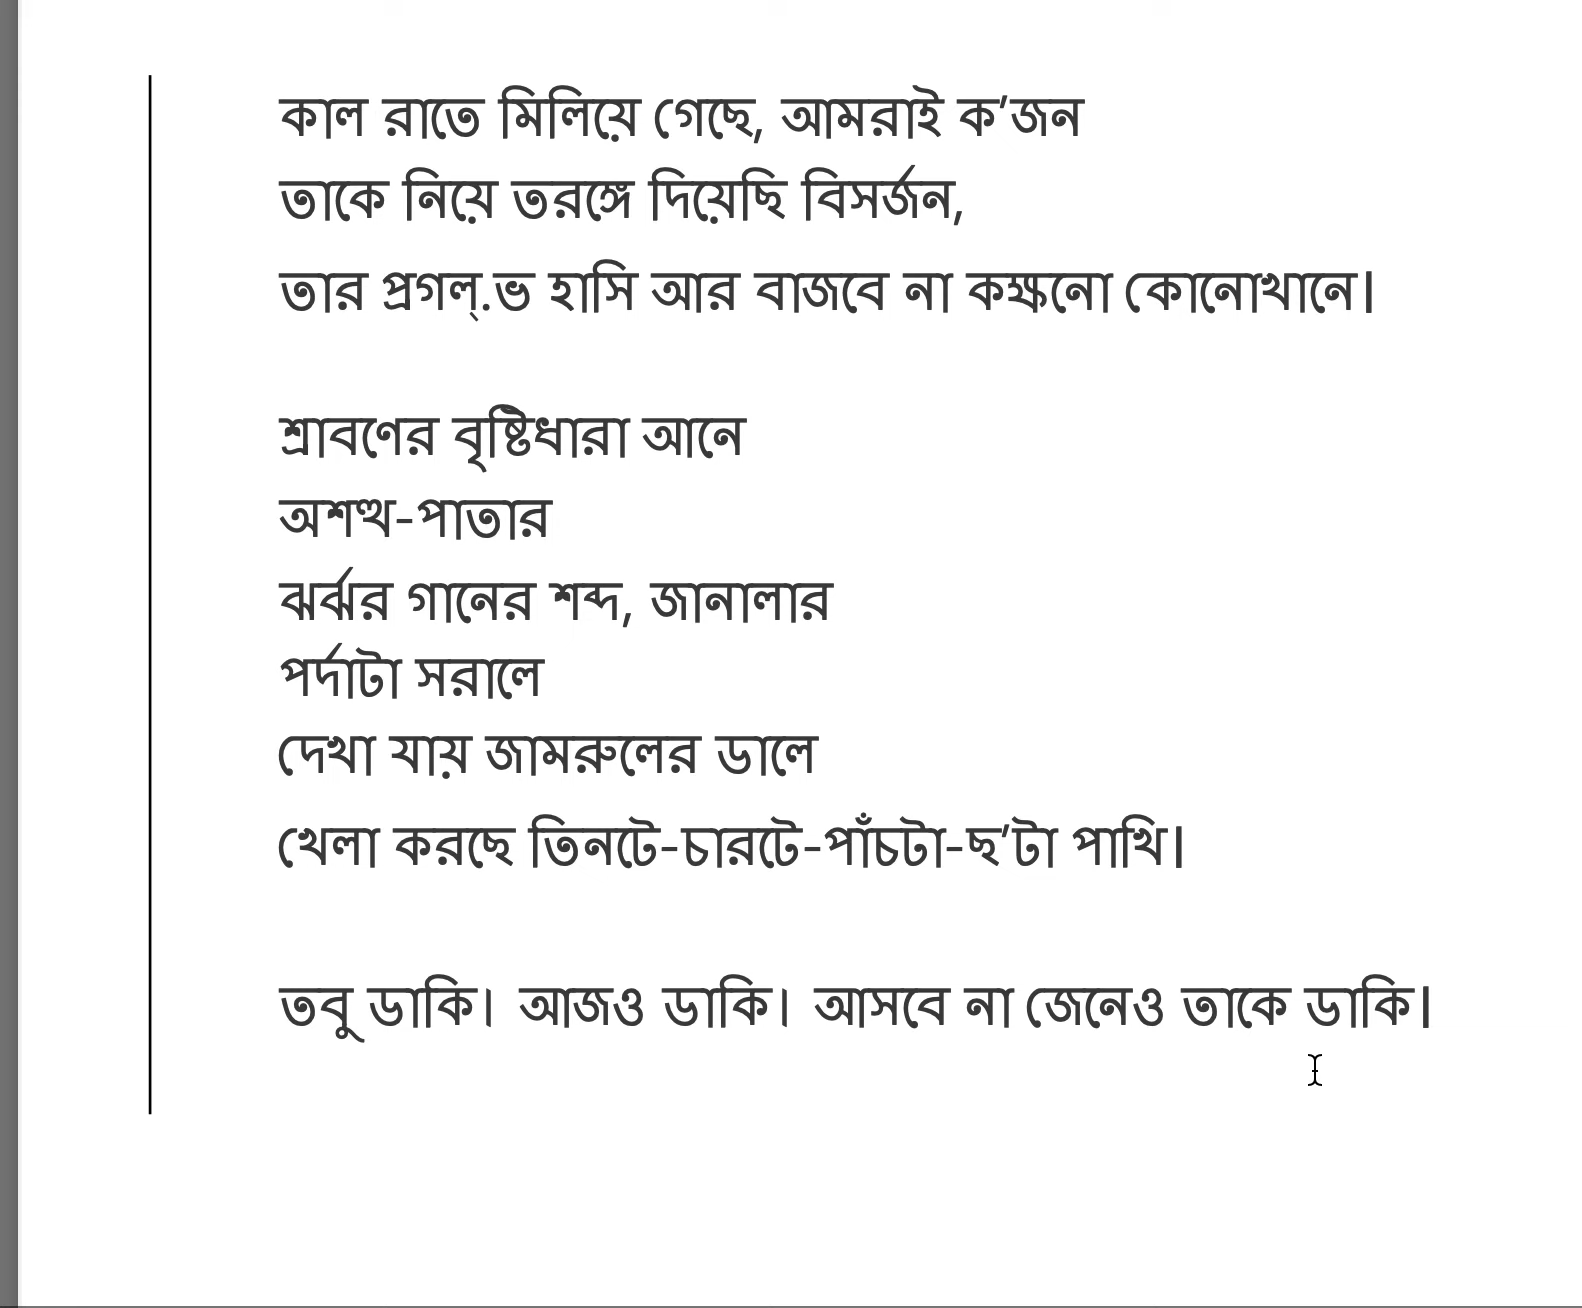 কাল রাতে মিলিয়ে গেছে, আমরাই ক’জন
তাকে নিয়ে তরঙ্গে দিয়েছি বিসর্জন,
তার প্রগল্.ভ হাসি আর বাজবে না কক্ষনো কোনোখানে।
শ্রাবণের বৃষ্টিধারা আনে
অশত্থ-পাতার
ঝর্ঝর গানের শব্দ, জানালার
পর্দাটা সরালে
দেখা যায় জামরুলের ডালে
খেলা করছে তিনটে-চারটে-পাঁচটা-ছ’টা পাখি।
তবু ডাকি। আজও ডাকি। আসবে না জেনেও তাকে ডাকি।